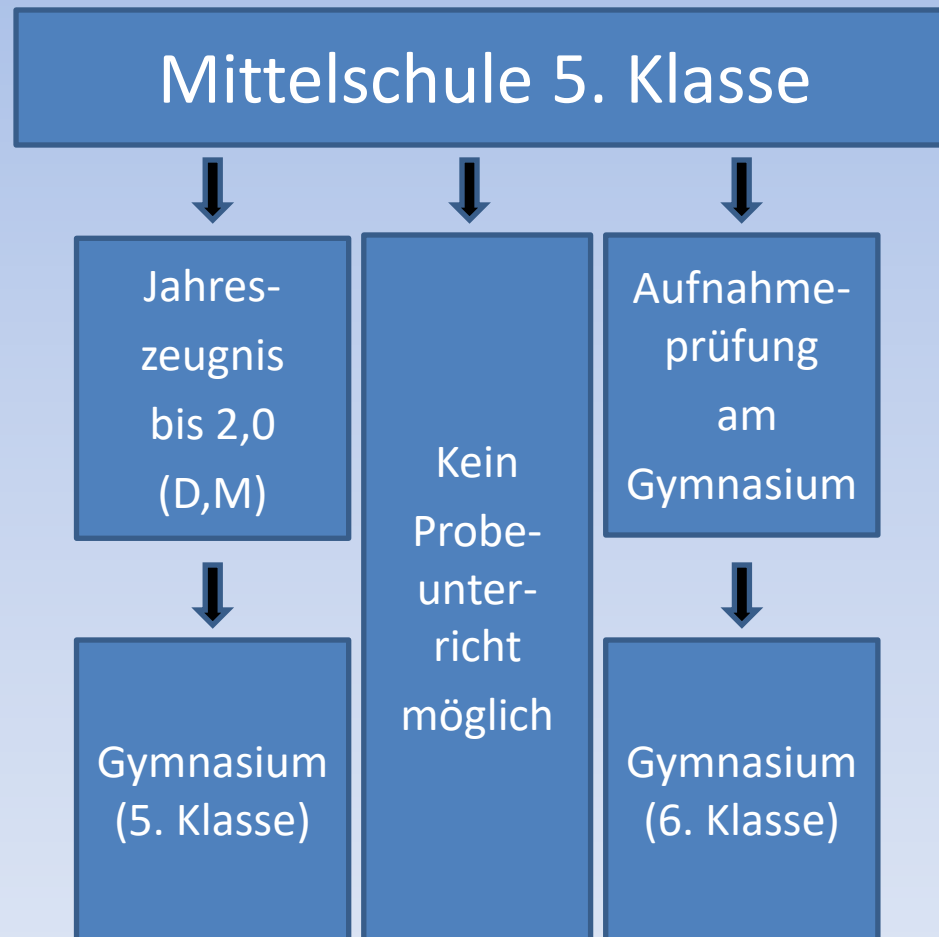 Mittelschule 5. Klasse
Jahres-
zeugnis
bis 2,0
(D,M)
Kein
Probe-
unter-
richt
möglich
Aufnahme-
prüfung
am
Gymnasium
Gymnasium
(5. Klasse)
Gymnasium
(6. Klasse)